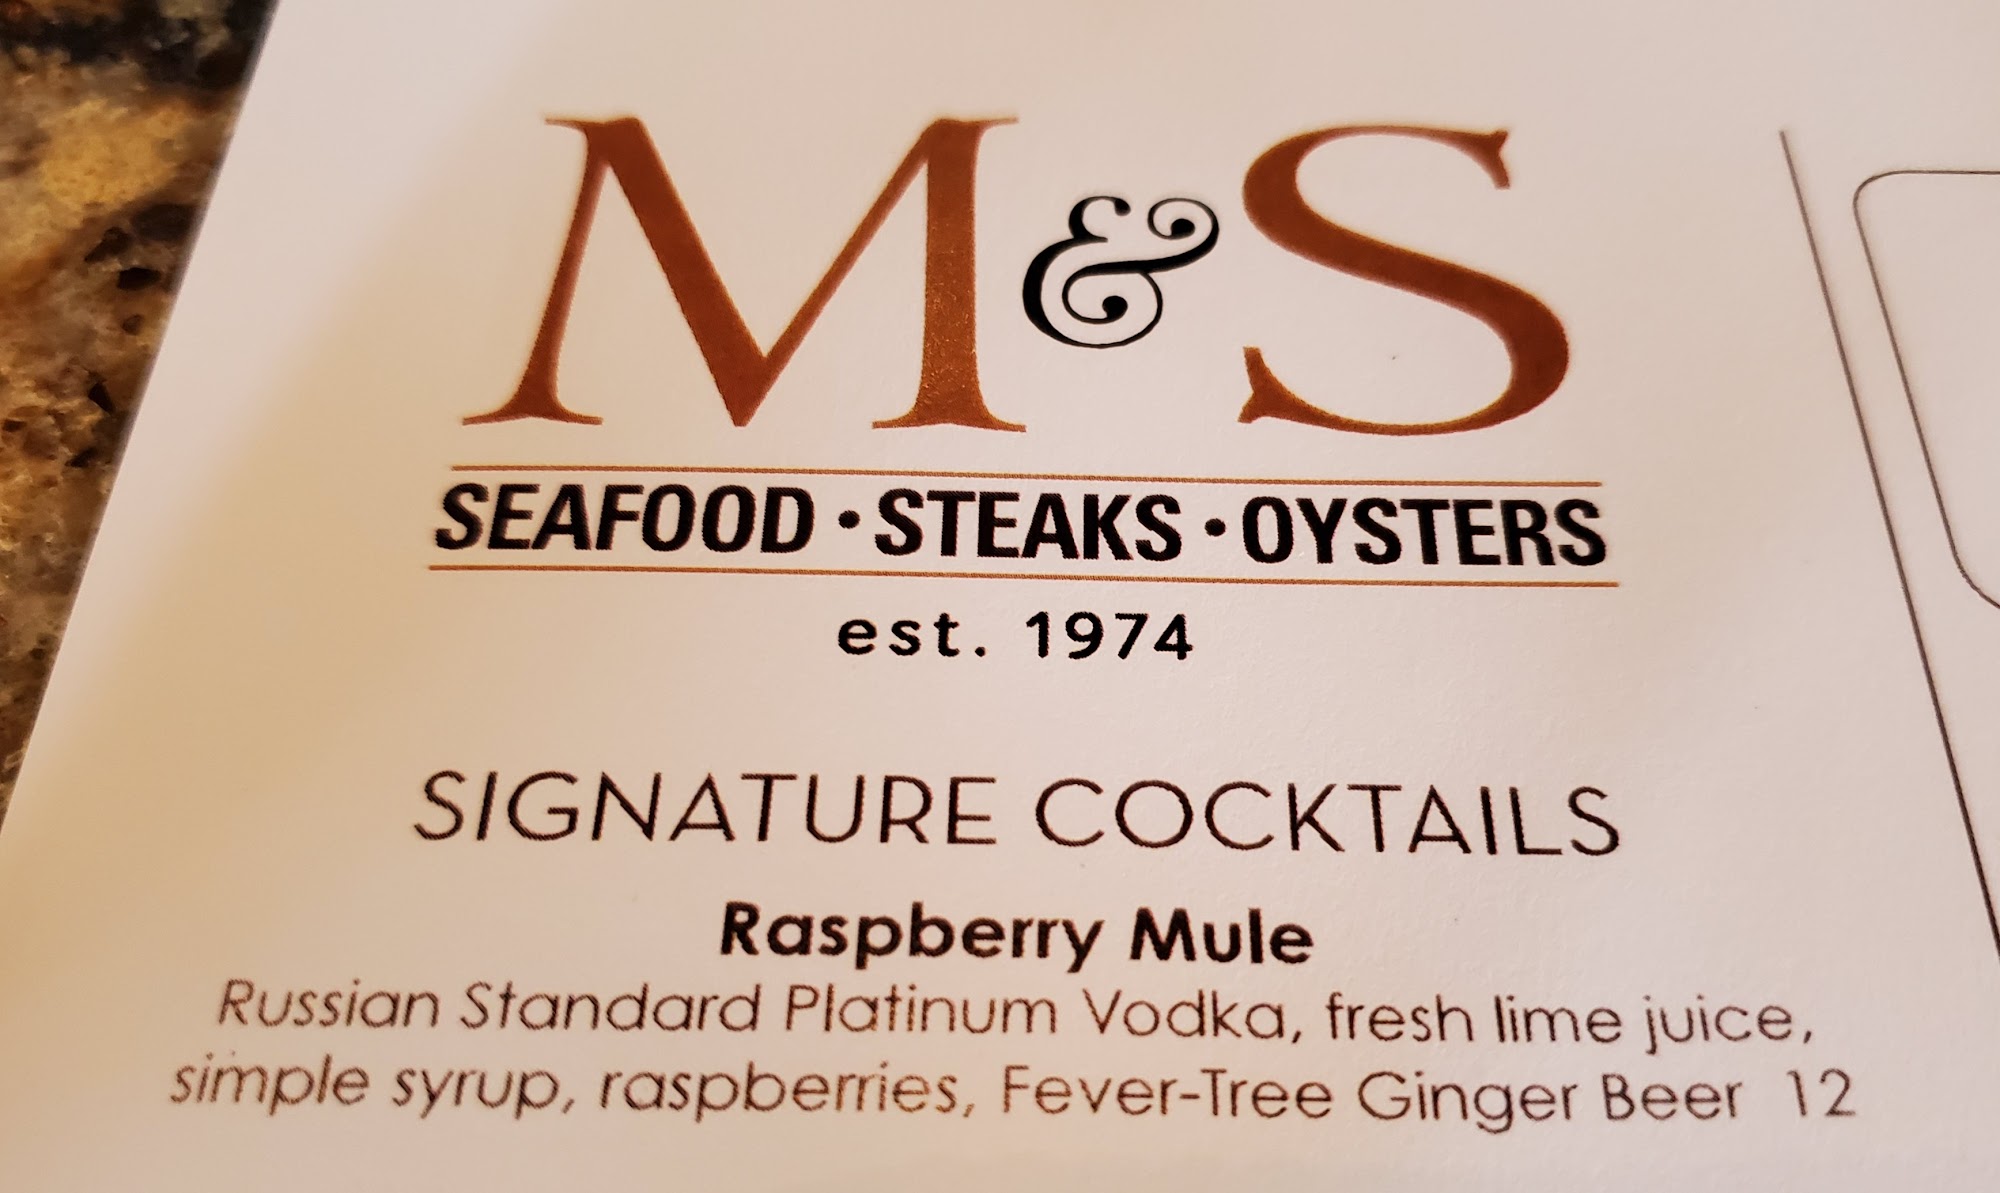 M&S
SEAFOOD · STEAKS · OYSTERS
est. 1974
SIGNATURE COCKTAILS
Raspberry Mule
Russian Standard Platinum Vodka, fresh lime juice,
simple syrup, raspberries, Fever-Tree Ginger Beer 12